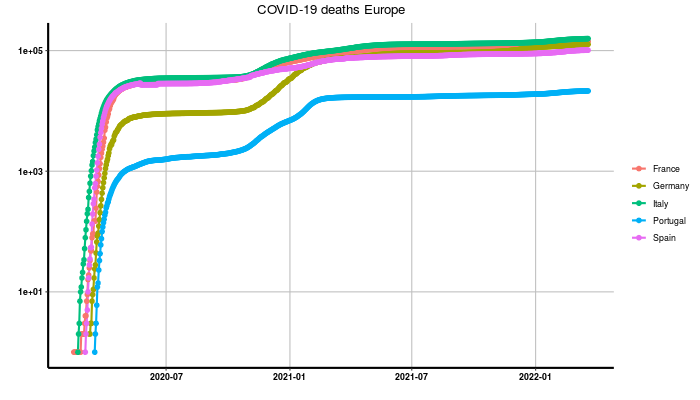 COVID-19 deaths Europe
1e+05
1e+03
1e+01
2020-07
2021-01
2021-07
2022-01
France
Germany
Italy
Portugal
Spain